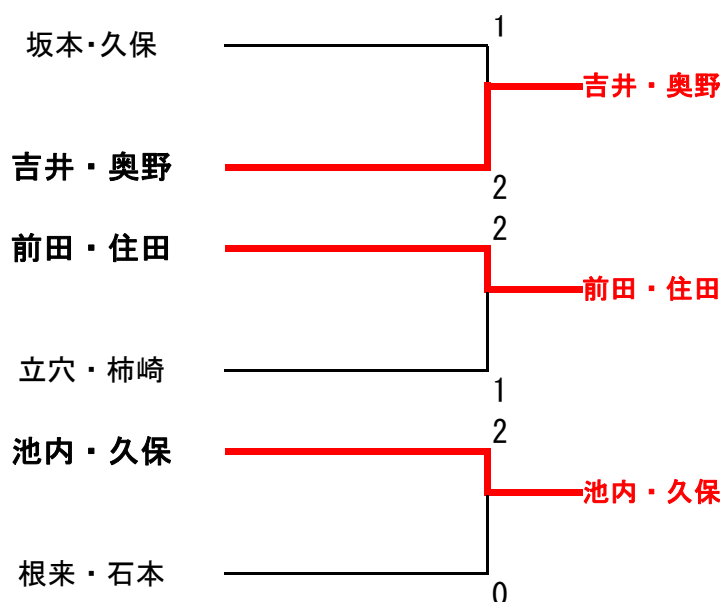 坂本・久保
1
吉井・奥野
吉井・奥野
2
前田・住田
2
前田・住田
立穴・柿崎
1
池内・久保
2
池内・久保
根来・石本
0